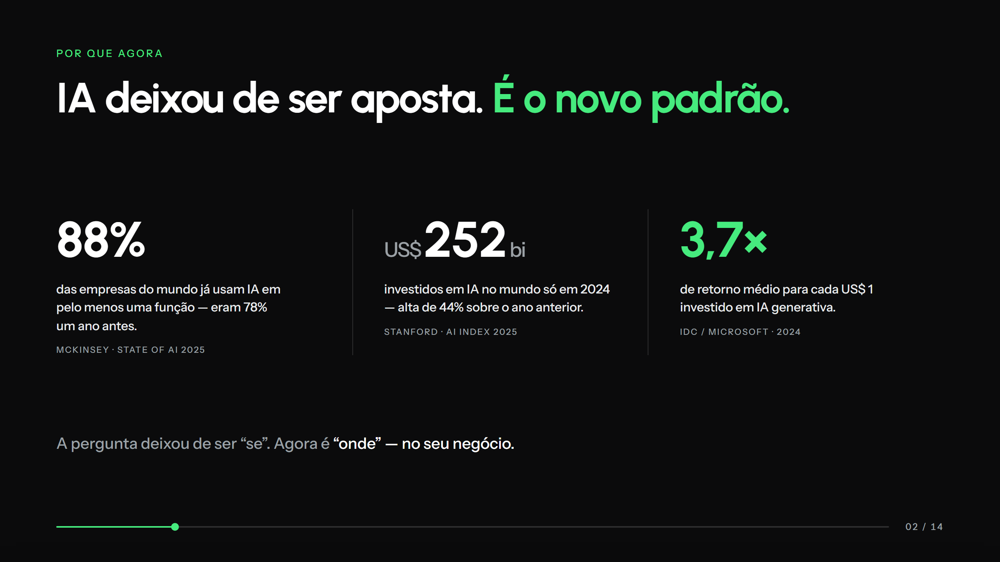 POR QUE AGORA
IA deixou de ser aposta. É o novo padrão.
88%
das empresas do mundo já usam IA em
pelo menos uma função — eram 78%
um ano antes.
MCKINSEY · STATE OF AI 2025
US$ 252 bi
investidos em IA no mundo só em 2024
— alta de 44% sobre o ano anterior.
STANFORD · AI INDEX 2025
3,7×
de retorno médio para cada US$ 1
investido em IA generativa.
IDC / MICROSOFT · 2024
A pergunta deixou de ser “se”. Agora é “onde” — no seu negócio.
02 / 14